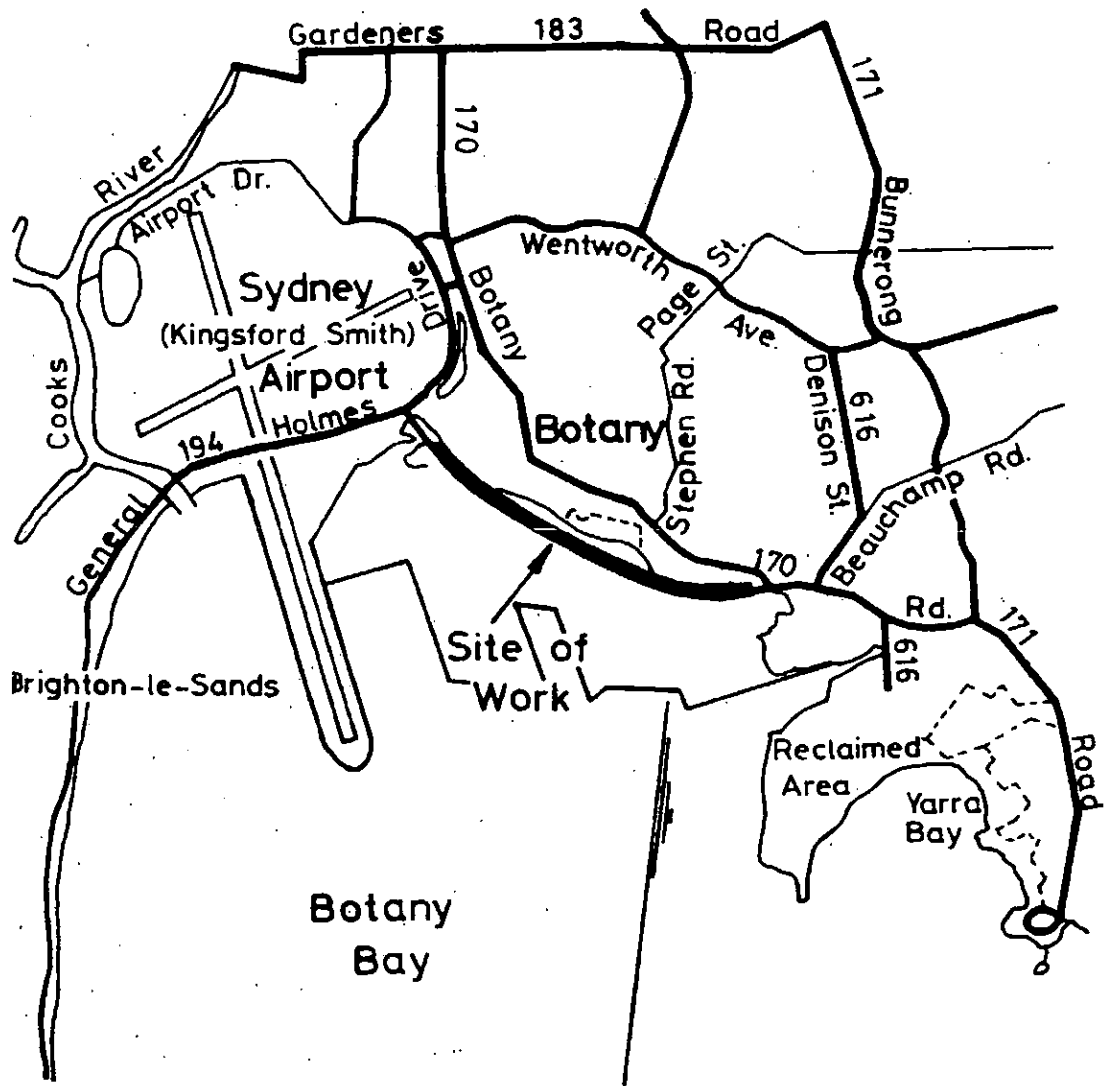 Gardeners 183 Road
171
170
River
Airport Dr.
Bunnerong
Wentworth
Ave.
Page St.
Sydney
(Kingsford Smith)
Airport
Drive
Botany
Cooks
194
Holmes
General
Botany
Stephen Rd.
Denison St.
616
Beauchamp Rd.
170
Rd.
171
616
Site of
Work
Brighton-le-Sands
Reclaimed
Area
Yarra
Bay
Road
Botany
Bay